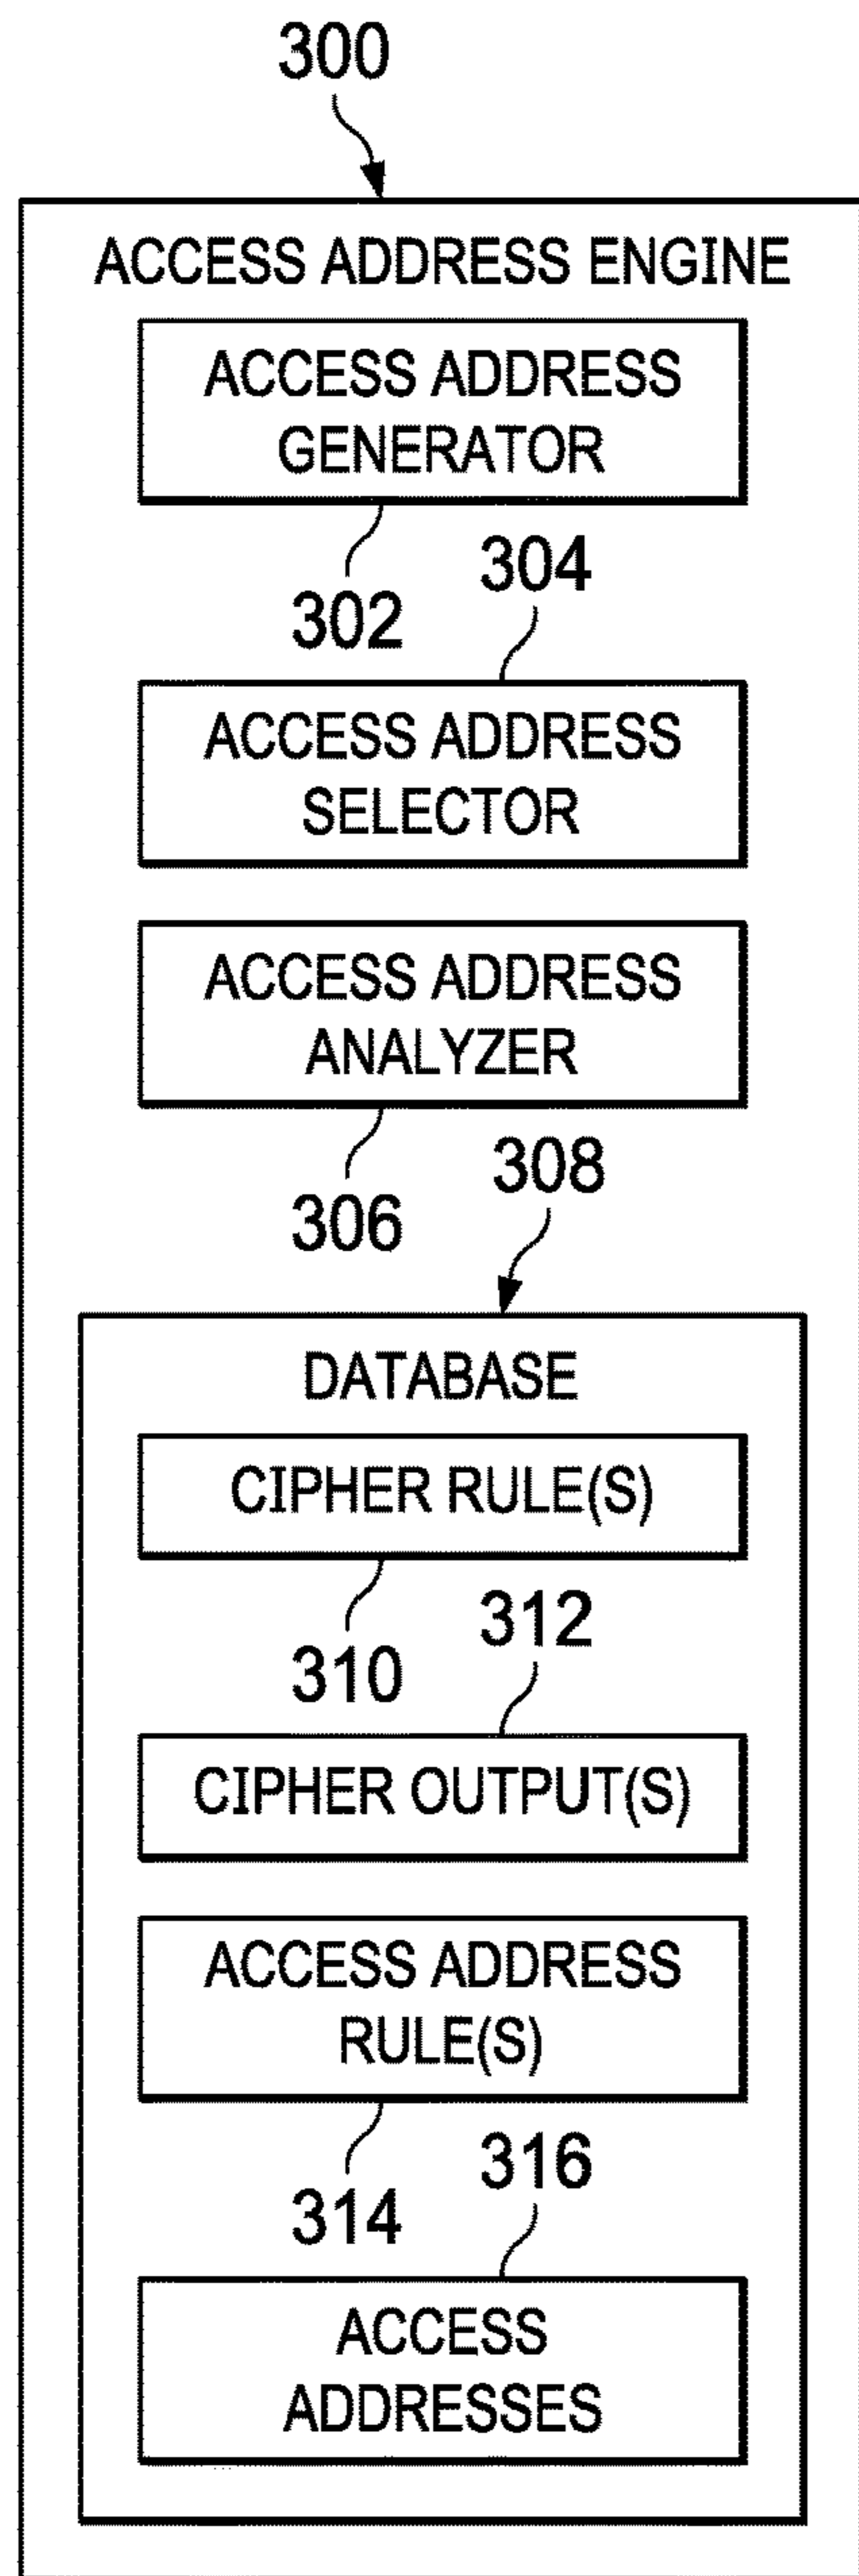 300
ACCESS ADDRESS ENGINE
ACCESS ADDRESS
GENERATOR
302
304
ACCESS ADDRESS
SELECTOR
ACCESS ADDRESS
ANALYZER
306
308
DATABASE
CIPHER RULE(S)
310
312
CIPHER OUTPUT(S)
ACCESS ADDRESS
RULE(S)
314
316
ACCESS
ADDRESSES